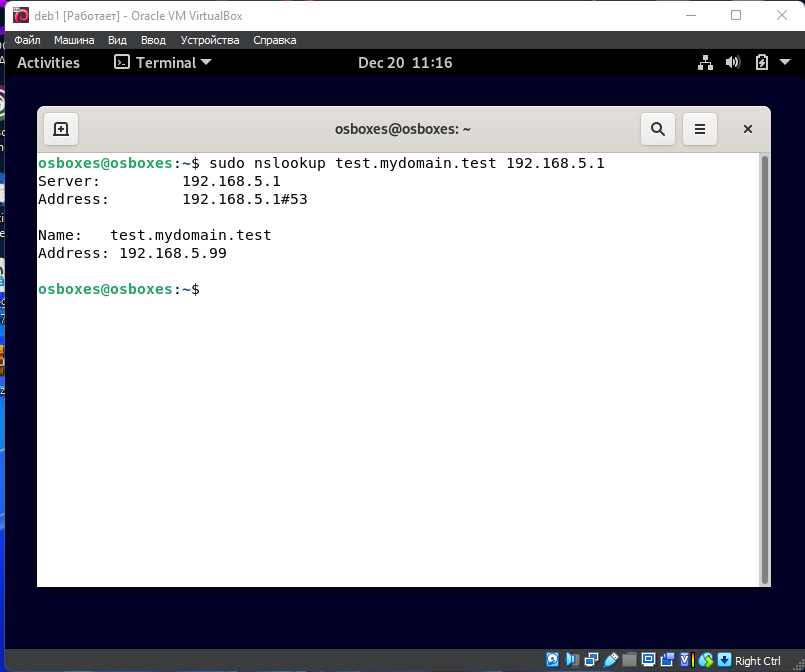 deb1 [Работает] - Oracle VM VirtualBox
Файл Машина Вид Ввод Устройства Справка
Activities Terminal Dec 20 11:16
osboxes@osboxes: ~
osboxes@osboxes:~$ sudo nslookup test.mydomain.test 192.168.5.1
Server: 192.168.5.1
Address: 192.168.5.1#53
Name: test.mydomain.test
Address: 192.168.5.99
osboxes@osboxes:~$
Right Ctrl